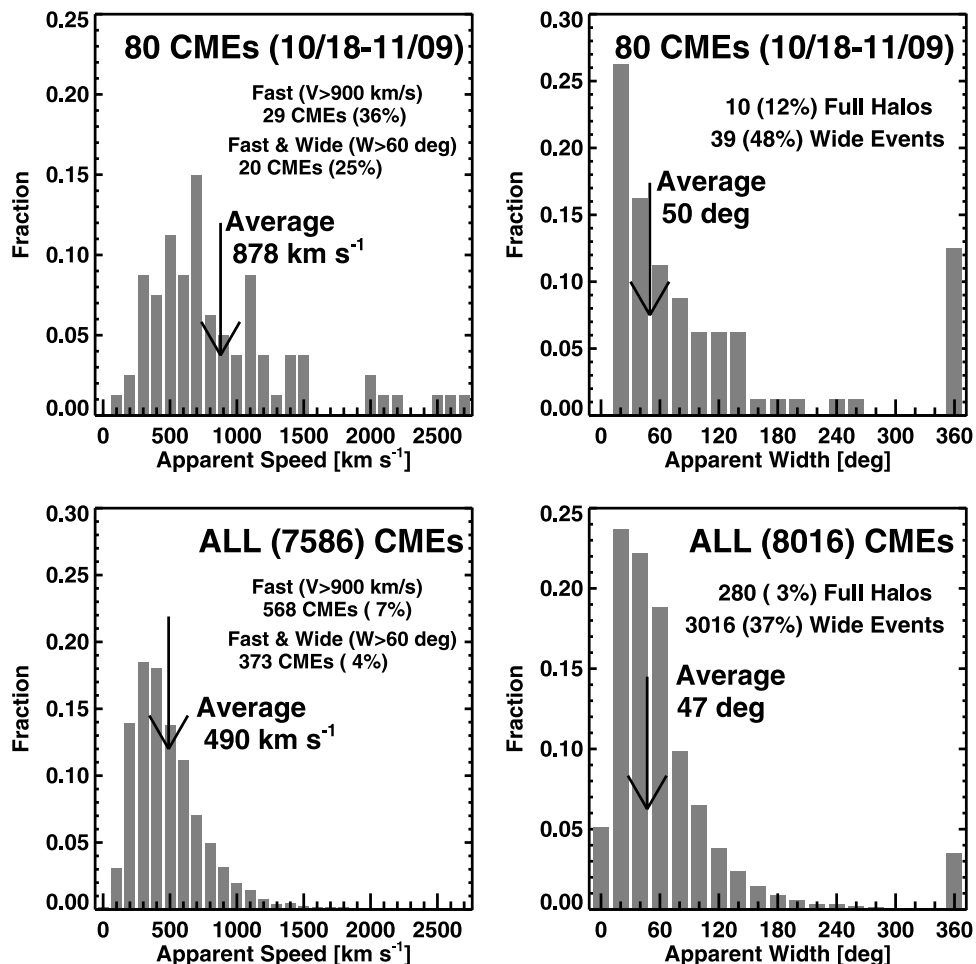 80 CMEs (10/18-11/09)
Fast (V>900 km/s)
29 CMEs (36%)
Fast & Wide (W>60 deg)
20 CMEs (25%)
Average
878 km s⁻¹
Fraction
0.25
0.20
0.15
0.10
0.05
0.00
0 500 1000 1500 2000 2500
Apparent Speed [km s⁻¹]
80 CMEs (10/18-11/09)
10 (12%) Full Halos
39 (48%) Wide Events
Average
50 deg
Fraction
0.30
0.25
0.20
0.15
0.10
0.05
0.00
0 60 120 180 240 300 360
Apparent Width [deg]
ALL (7586) CMEs
Fast (V>900 km/s)
568 CMEs ( 7%)
Fast & Wide (W>60 deg)
373 CMEs ( 4%)
Average
490 km s⁻¹
Fraction
0.30
0.25
0.20
0.15
0.10
0.05
0.00
0 500 1000 1500 2000 2500
Apparent Speed [km s⁻¹]
ALL (8016) CMEs
280 ( 3%) Full Halos
3016 (37%) Wide Events
Average
47 deg
Fraction
0.25
0.20
0.15
0.10
0.05
0.00
0 60 120 180 240 300 360
Apparent Width [deg]